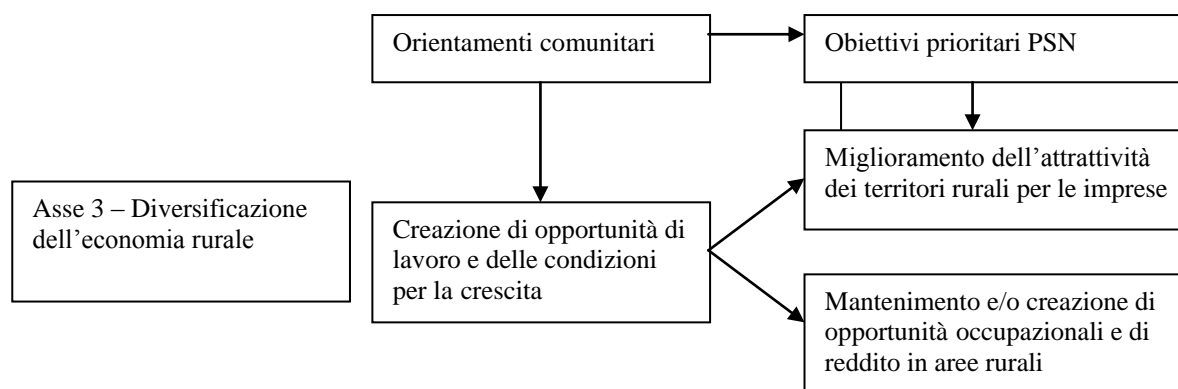 Orientamenti comunitari
Obiettivi prioritari PSN
Miglioramento dell’attrattività
dei territori rurali per le imprese
Asse 3 – Diversificazione
dell’economia rurale
Creazione di opportunità di
lavoro e delle condizioni
per la crescita
Mantenimento e/o creazione di
opportunità occupazionali e di
reddito in aree rurali